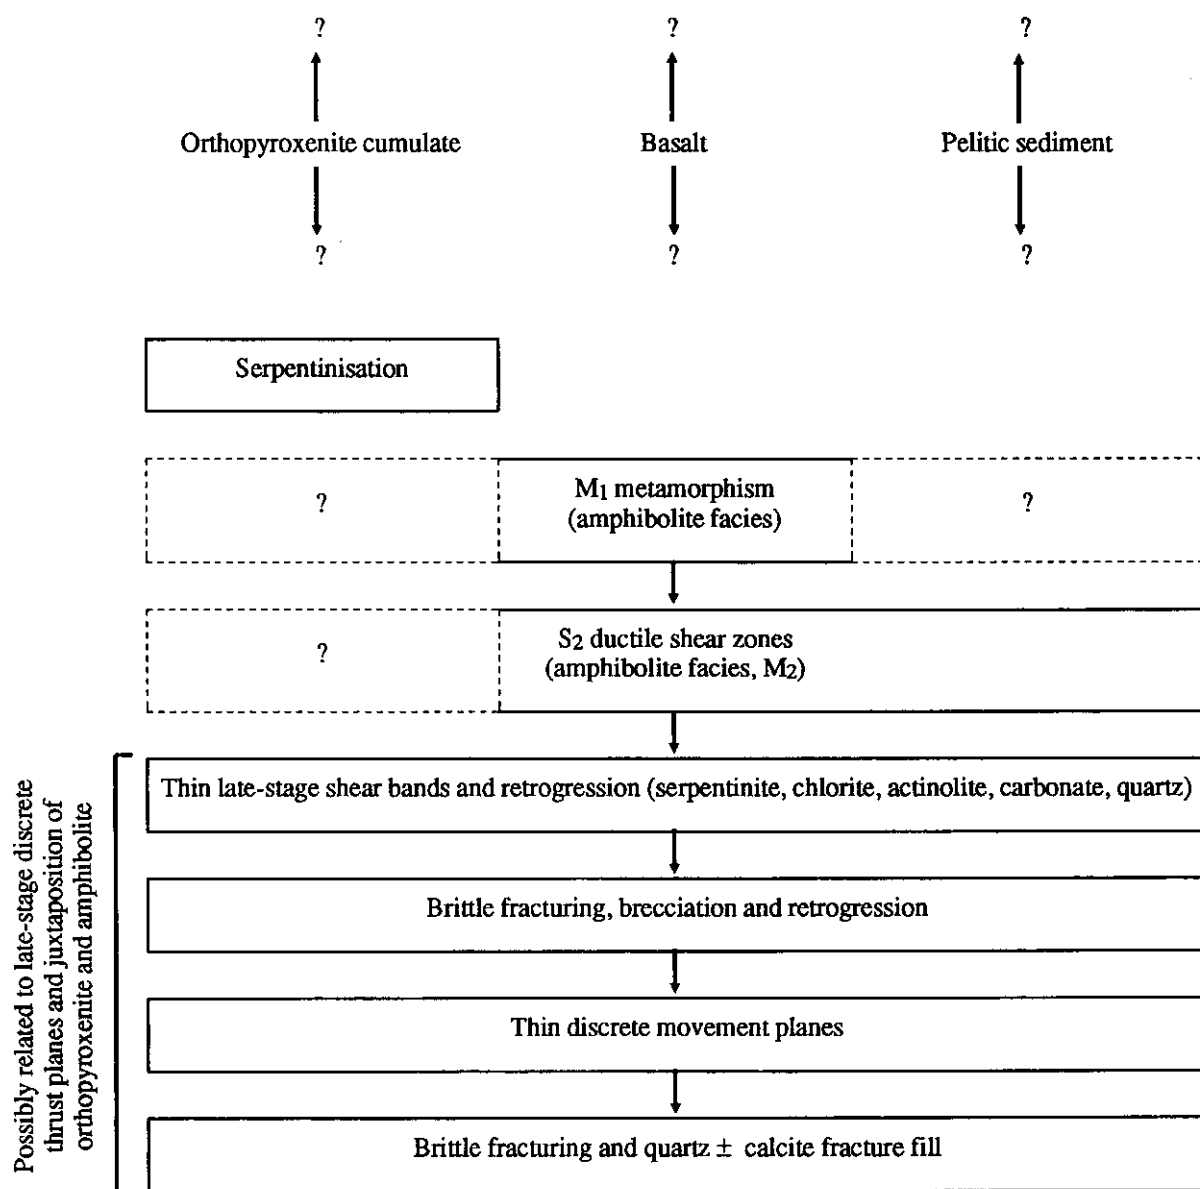 ? ? ?
Orthopyroxenite cumulate Basalt Pelitic sediment
? ? ?
Serpentinisation
? M1 metamorphism ?
(amphibolite facies)
? S2 ductile shear zones
(amphibolite facies, M2)
Thin late-stage shear bands and retrogression (serpentinite, chlorite, actinolite, carbonate, quartz)
Brittle fracturing, brecciation and retrogression
Thin discrete movement planes
Brittle fracturing and quartz ± calcite fracture fill
Possibly related to late-stage discrete
thrust planes and juxtaposition of
orthopyroxenite and amphibolite